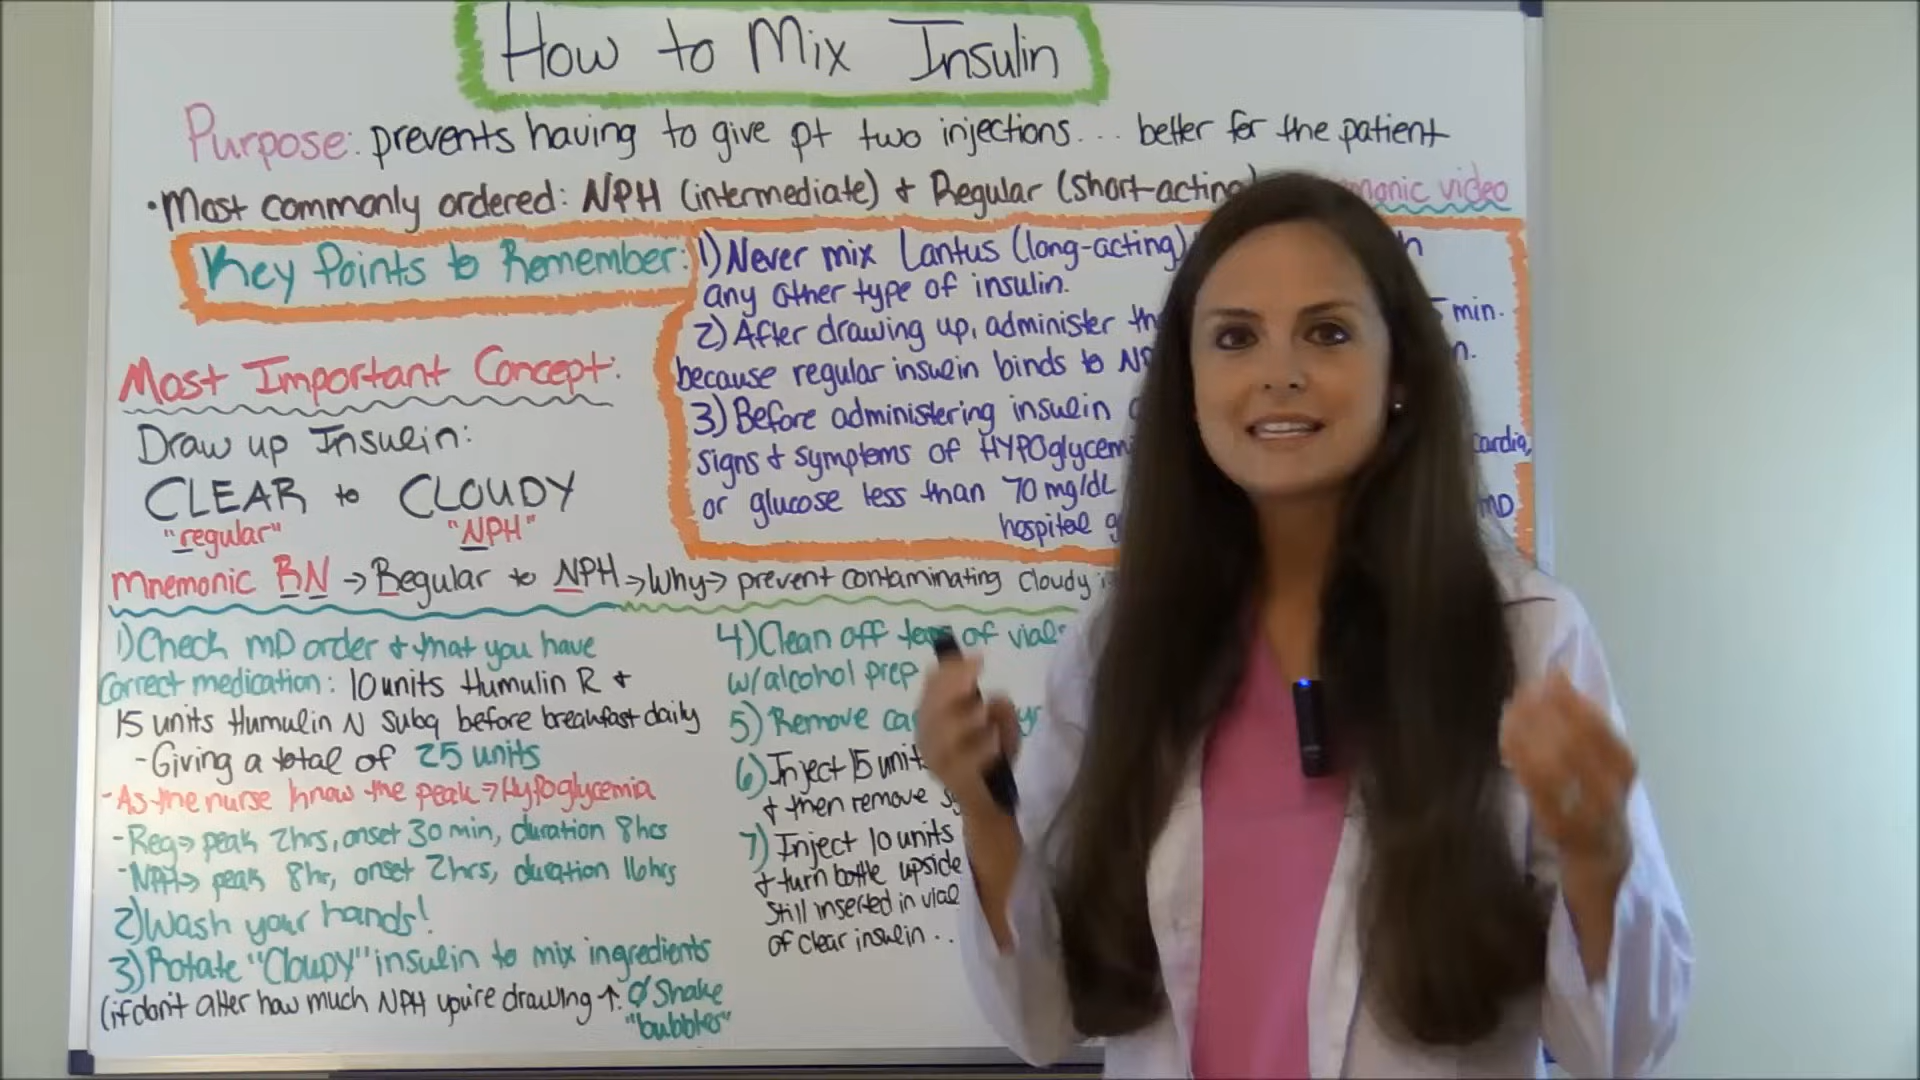 How to Mix Insulin
Purpose: prevents having to give pt two injections... better for the patient
•Most commonly ordered: NPH (intermediate) & Regular (short-acting) video
Key Points to Remember:
1) Never mix Lantus (long-acting)
any other type of insulin.
2) After drawing up, administer min.
because regular insulin binds to
3) Before administering insulin
signs & symptoms of HYPOglycem
or glucose less than 70 mg/dL MD
hospital
Most Important Concept:
Draw up Insulin:
CLEAR to CLOUDY
"regular" "NPH"
Mnemonic RN → Regular to NPH → Why → prevent contaminating cloudy
1) Check MD order & that you have
correct medication: 10 units Humulin R &
15 units Humulin N subq before breakfast daily
- Giving a total of 25 units
- As the nurse know the peak → Hypoglycemia
- Reg → peak 2hrs, onset 30 min, duration 8hrs
- NPH → peak 8hr, onset 2hrs, duration 16hrs
2) Wash your hands!
3) Rotate "Cloudy" insulin to mix ingredients
(if don't alter how much NPH you're drawing ↑. Ø Shake
"bubbles"
4) Clean off of vials
w/alcohol prep
5) Remove
6) Inject 15 unit
& then remove
7) Inject 10 units
& turn bottle upside
still inserted in vial
of clear insulin..